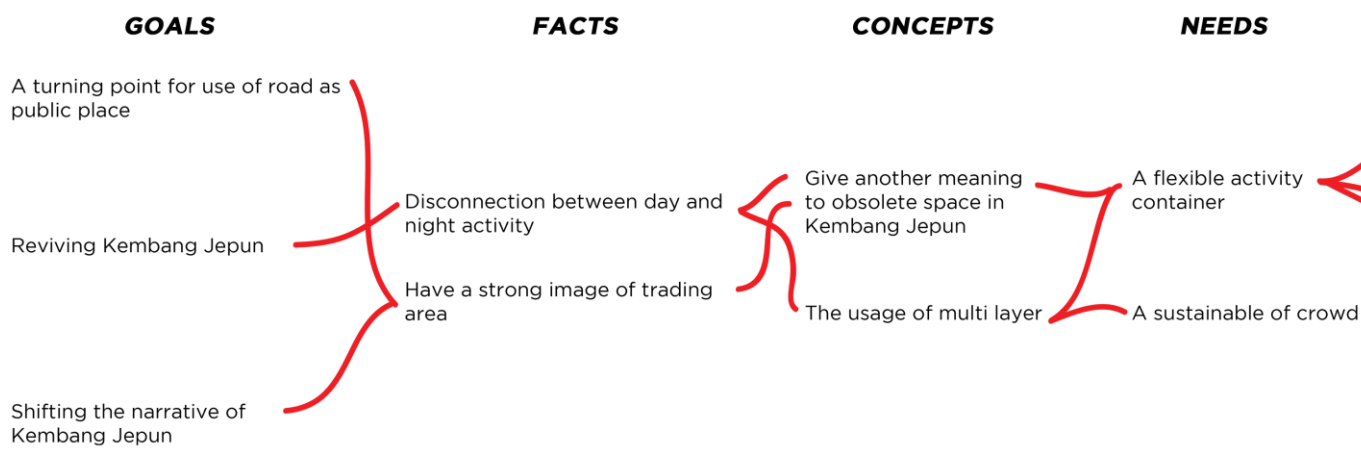 GOALS
FACTS
CONCEPTS
NEEDS
A turning point for use of road as
public place
Reviving Kembang Jepun
Shifting the narrative of
Kembang Jepun
Disconnection between day and
night activity
Have a strong image of trading
area
Give another meaning
to obsolete space in
Kembang Jepun
The usage of multi layer
A flexible activity
container
A sustainable of crowd